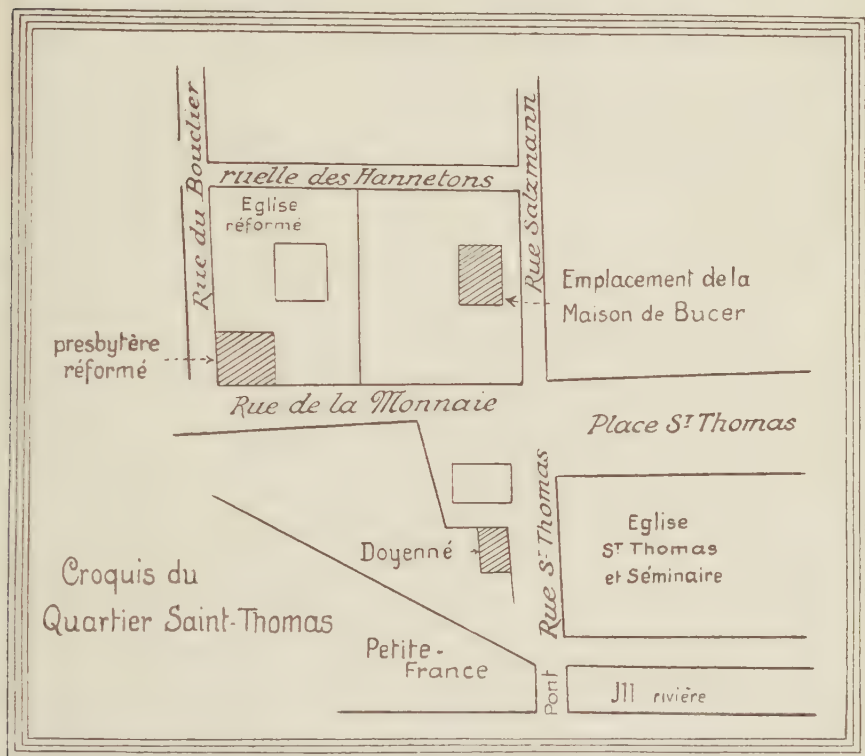 Rue du Bouclier
ruelle des Hannetons
Rue Salzmann
Eglise
réformé
Emplacement de la
Maison de Bucer
presbytère
réformé
Rue de la Monnaie
Place Sᵀ Thomas
Rue Sᵀ Thomas
Eglise
Sᵀ Thomas
et Séminaire
Doyenné
Croquis du
Quartier Saint-Thomas
Petite-
France
Pont
Jll rivière